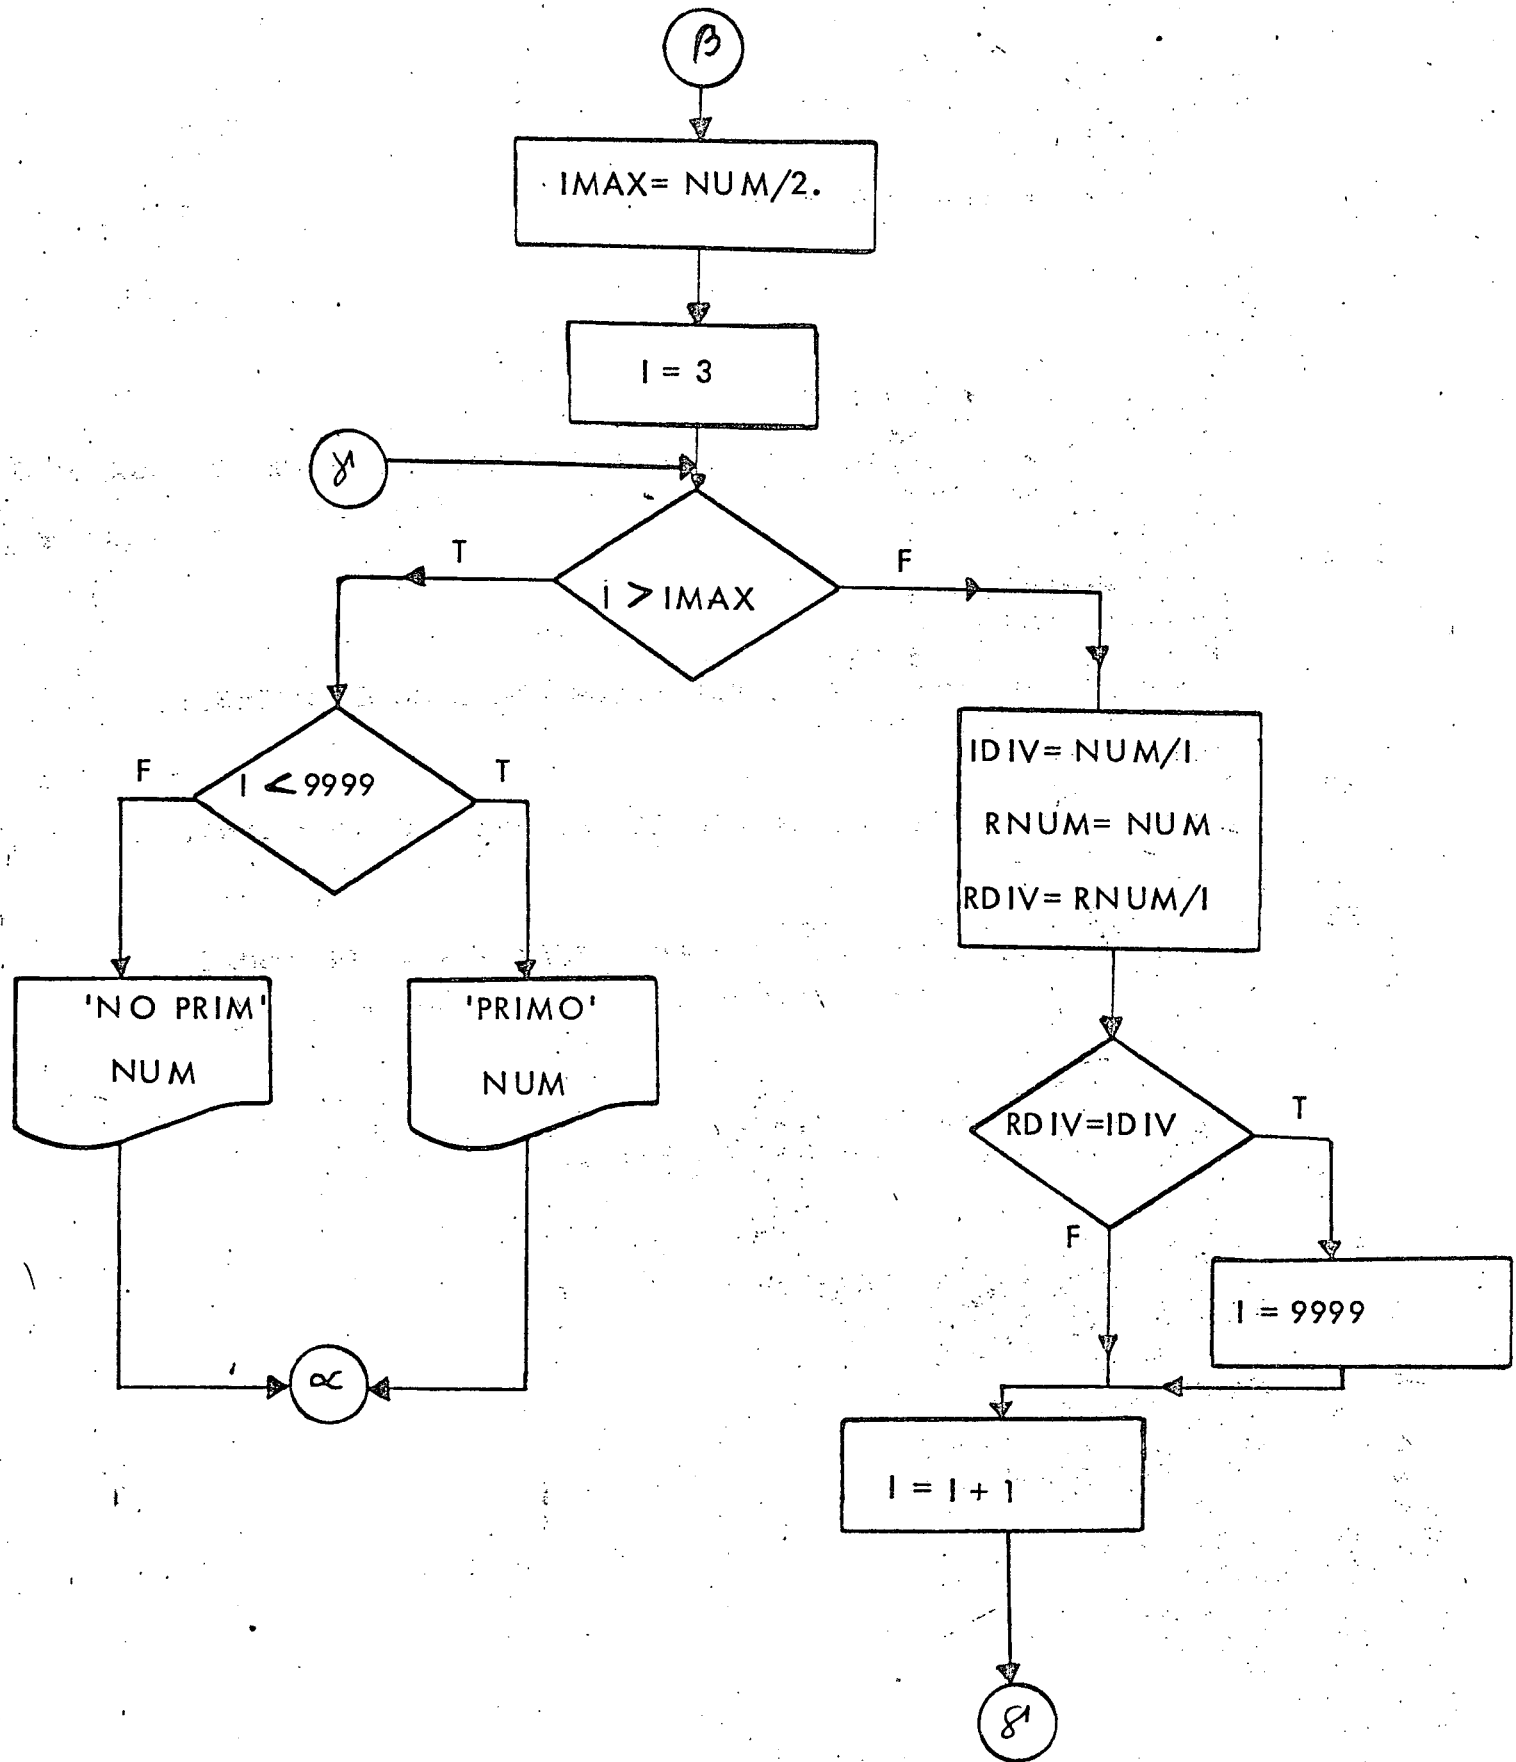 β
IMAX= NUM/2.
I = 3
γ
T
F
I > IMAX
IDIV= NUM/I
RNUM= NUM
RDIV= RNUM/I
F
I < 9999
T
'NO PRIM'
NUM
'PRIMO'
NUM
RDIV=IDIV
T
F
I = 9999
∝
I = I + 1
γ